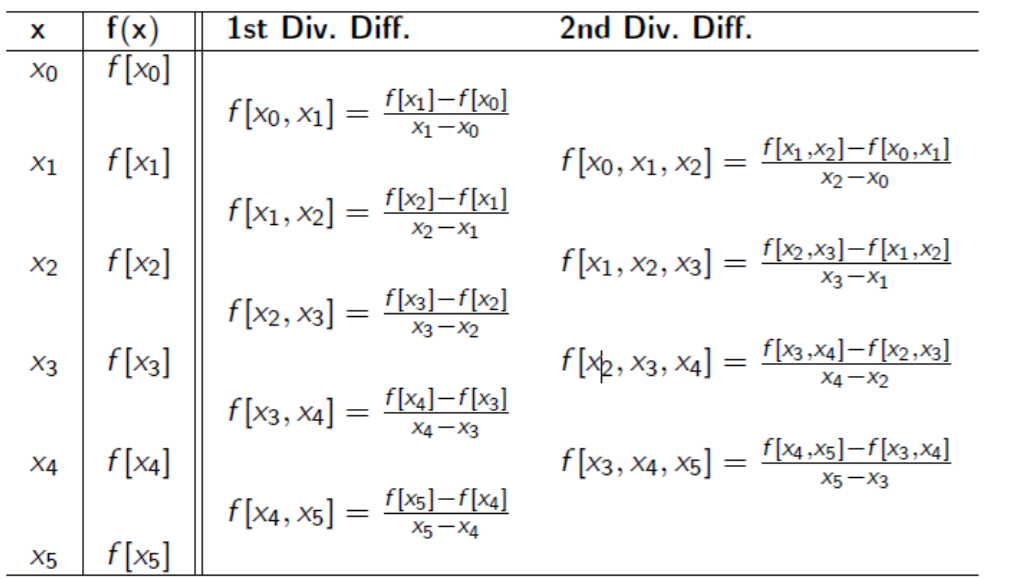 x f(x) 1st Div. Diff. 2nd Div. Diff.
x₀ f[x₀]
f[x₀, x₁] = (f[x₁]−f[x₀])/(x₁−x₀)
x₁ f[x₁] f[x₀, x₁, x₂] = (f[x₁,x₂]−f[x₀,x₁])/(x₂−x₀)
f[x₁, x₂] = (f[x₂]−f[x₁])/(x₂−x₁)
x₂ f[x₂] f[x₁, x₂, x₃] = (f[x₂,x₃]−f[x₁,x₂])/(x₃−x₁)
f[x₂, x₃] = (f[x₃]−f[x₂])/(x₃−x₂)
x₃ f[x₃] f[x₂, x₃, x₄] = (f[x₃,x₄]−f[x₂,x₃])/(x₄−x₂)
f[x₃, x₄] = (f[x₄]−f[x₃])/(x₄−x₃)
x₄ f[x₄] f[x₃, x₄, x₅] = (f[x₄,x₅]−f[x₃,x₄])/(x₅−x₃)
f[x₄, x₅] = (f[x₅]−f[x₄])/(x₅−x₄)
x₅ f[x₅]